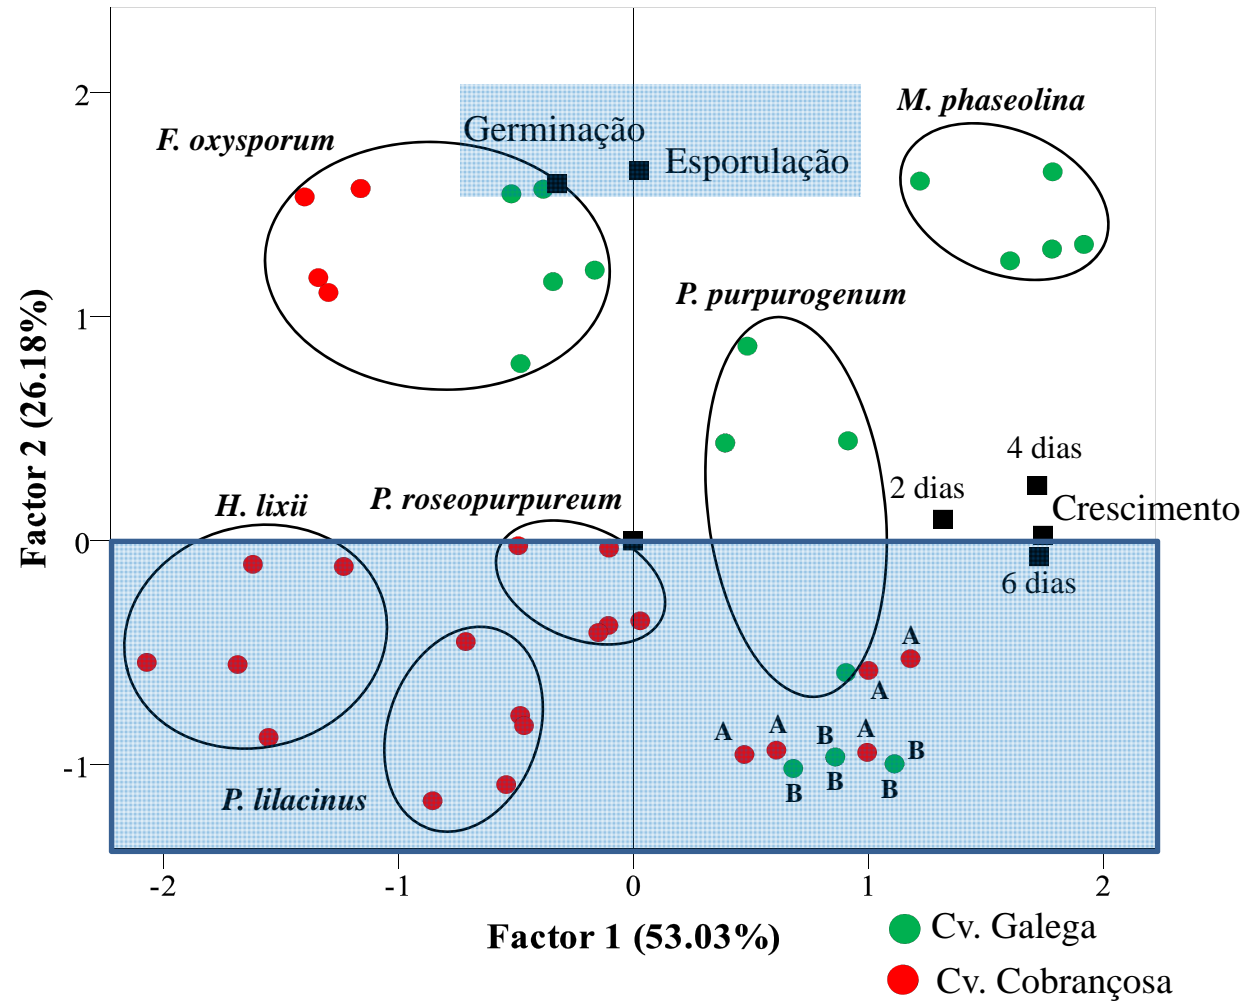 2
M. phaseolina
F. oxysporum
Germinação
Esporulação
P. purpurogenum
1
Factor 2 (26.18%)
4 dias
2 dias
H. lixii
P. roseopurpureum
Crescimento
0
6 dias
A
A
A
A
A
B
B
B
B
B
-1
P. lilacinus
-2
-1
0
1
2
Factor 1 (53.03%)
Cv. Galega
Cv. Cobrançosa